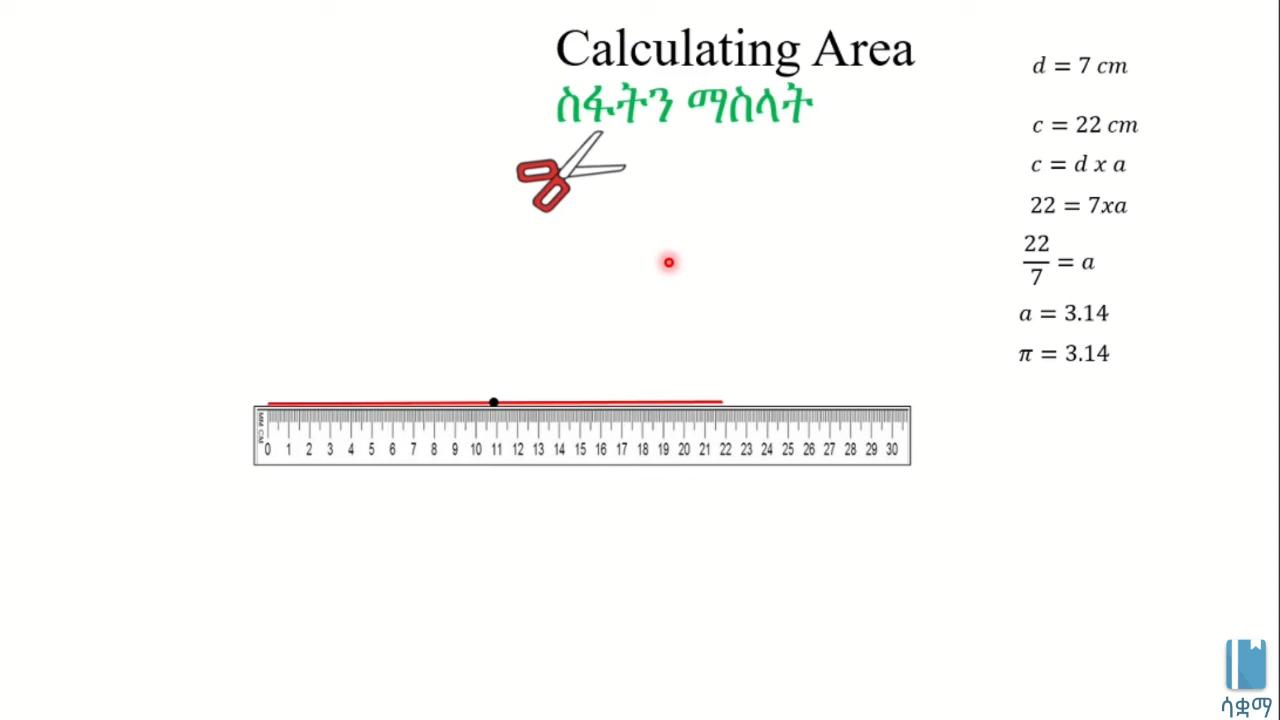 Calculating Area
ስፋትን ማስላት
d = 7 cm
c = 22 cm
c = d x a
22 = 7xa
22/7 = a
a = 3.14
π = 3.14
MM CM
0 1 2 3 4 5 6 7 8 9 10 11 12 13 14 15 16 17 18 19 20 21 22 23 24 25 26 27 28 29 30
ሳቋማ